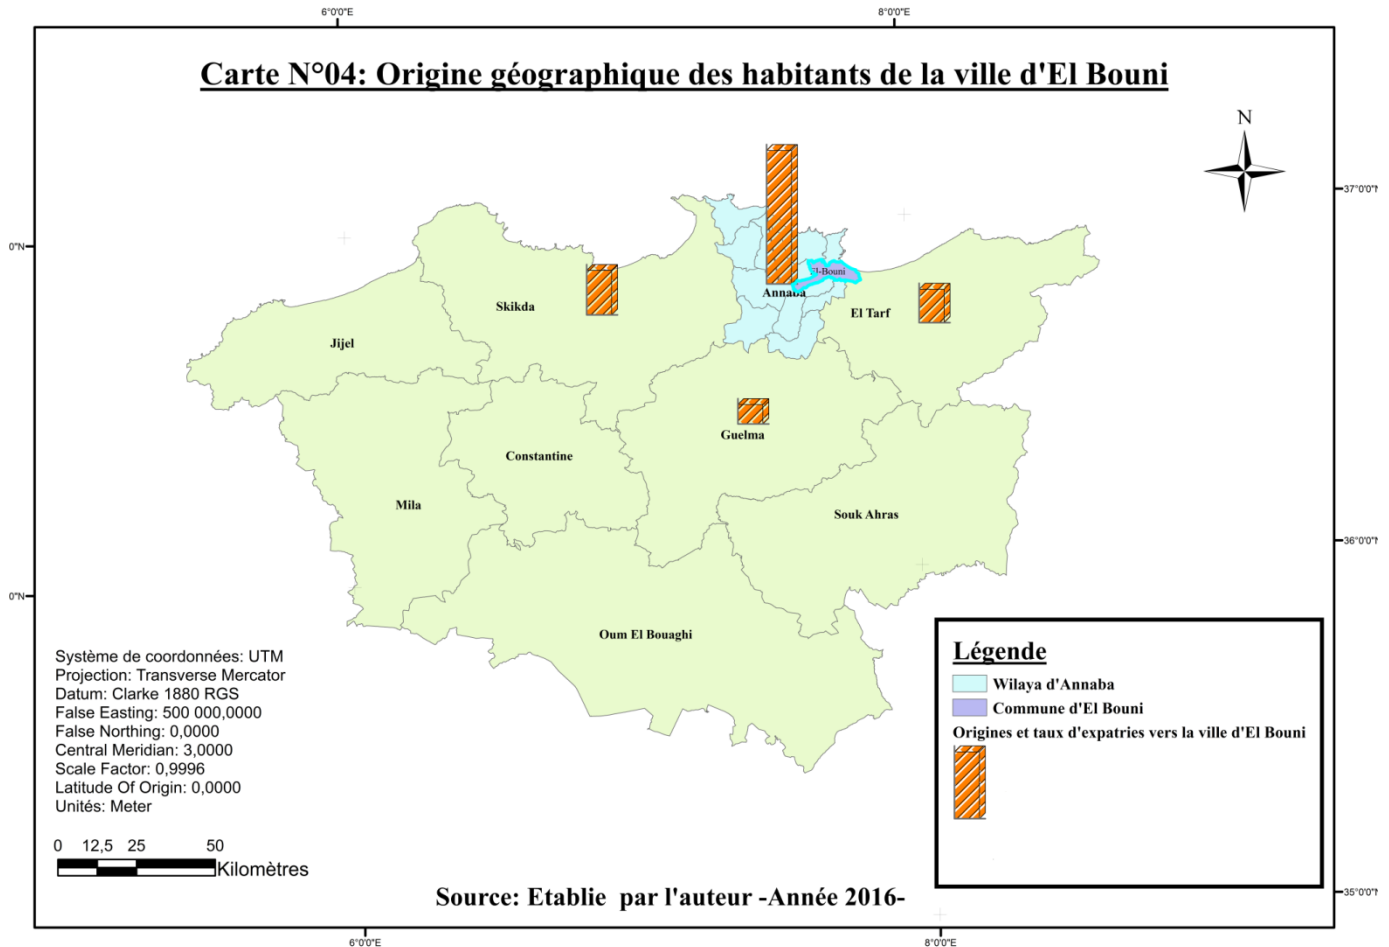 6°0'0"E 8°0'0"E
Carte N°04: Origine géographique des habitants de la ville d'El Bouni
N
37°0'0"N
0"N
El-Bouni
Annaba
Skikda
El Tarf
Jijel
Guelma
Constantine
Mila
Souk Ahras
36°0'0"N
0"N
Oum El Bouaghi
Système de coordonnées: UTM
Projection: Transverse Mercator
Datum: Clarke 1880 RGS
False Easting: 500 000,0000
False Northing: 0,0000
Central Meridian: 3,0000
Scale Factor: 0,9996
Latitude Of Origin: 0,0000
Unités: Meter
0 12,5 25 50
Kilomètres
Légende
Wilaya d'Annaba
Commune d'El Bouni
Origines et taux d'expatries vers la ville d'El Bouni
Source: Etablie par l'auteur -Année 2016-
35°0'0"N
6°0'0"E 8°0'0"E